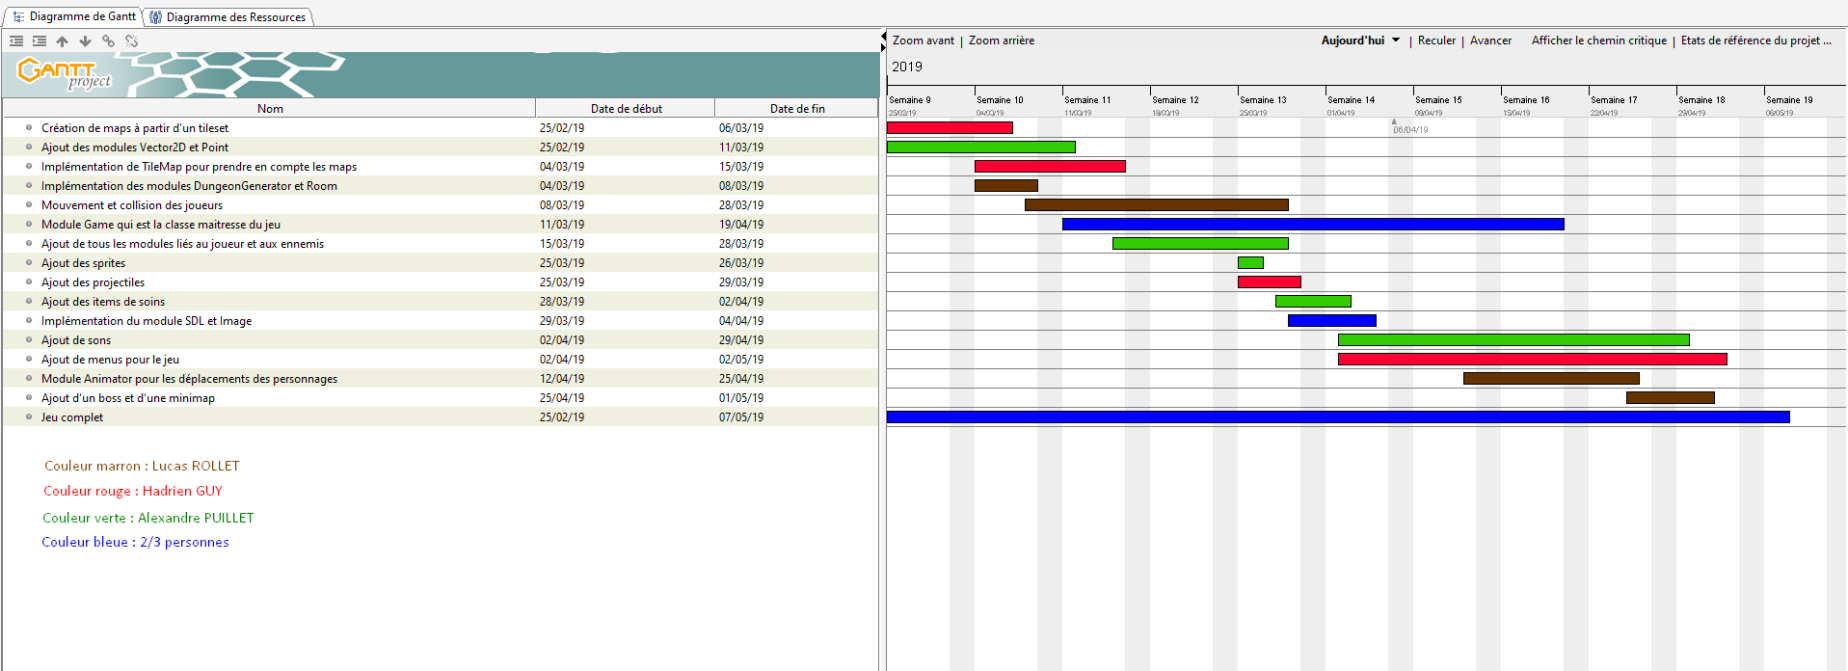 Diagramme de Gantt Diagramme des Ressources
Zoom avant | Zoom arrière Aujourd'hui | Reculer | Avancer Afficher le chemin critique | Etats de référence du projet ...
GANTT project
2019
Semaine 9 Semaine 10 Semaine 11 Semaine 12 Semaine 13 Semaine 14 Semaine 15 Semaine 16 Semaine 17 Semaine 18 Semaine 19
25/02/19 04/03/19 11/03/19 18/03/19 25/03/19 01/04/19 08/04/19 15/04/19 22/04/19 29/04/19 06/05/19
Nom Date de début Date de fin
Création de maps à partir d'un tileset 25/02/19 06/03/19
06/04/19
Ajout des modules Vector2D et Point 25/02/19 11/03/19
Implémentation de TileMap pour prendre en compte les maps 04/03/19 15/03/19
Implémentation des modules DungeonGenerator et Room 04/03/19 08/03/19
Mouvement et collision des joueurs 08/03/19 28/03/19
Module Game qui est la classe maitresse du jeu 11/03/19 19/04/19
Ajout de tous les modules liés au joueur et aux ennemis 15/03/19 28/03/19
Ajout des sprites 25/03/19 26/03/19
Ajout des projectiles 25/03/19 29/03/19
Ajout des items de soins 28/03/19 02/04/19
Implémentation du module SDL et Image 29/03/19 04/04/19
Ajout de sons 02/04/19 29/04/19
Ajout de menus pour le jeu 02/04/19 02/05/19
Module Animator pour les déplacements des personnages 12/04/19 25/04/19
Ajout d'un boss et d'une minimap 25/04/19 01/05/19
Jeu complet 25/02/19 07/05/19
Couleur marron : Lucas ROLLET
Couleur rouge : Hadrien GUY
Couleur verte : Alexandre PUILLET
Couleur bleue : 2/3 personnes